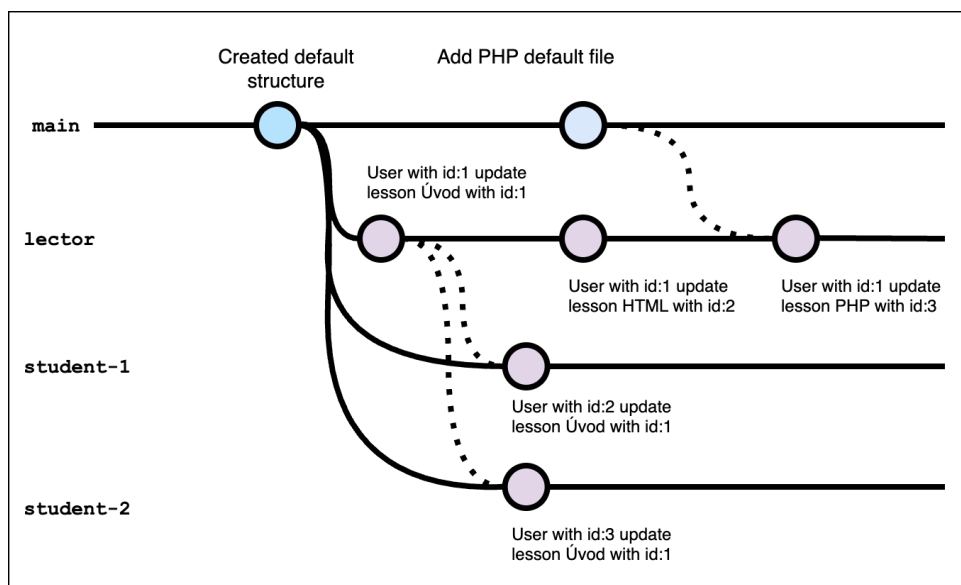 Created default
structure
Add PHP default file
main
User with id:1 update
lesson Úvod with id:1
lector
User with id:1 update
lesson HTML with id:2
User with id:1 update
lesson PHP with id:3
student-1
User with id:2 update
lesson Úvod with id:1
student-2
User with id:3 update
lesson Úvod with id:1